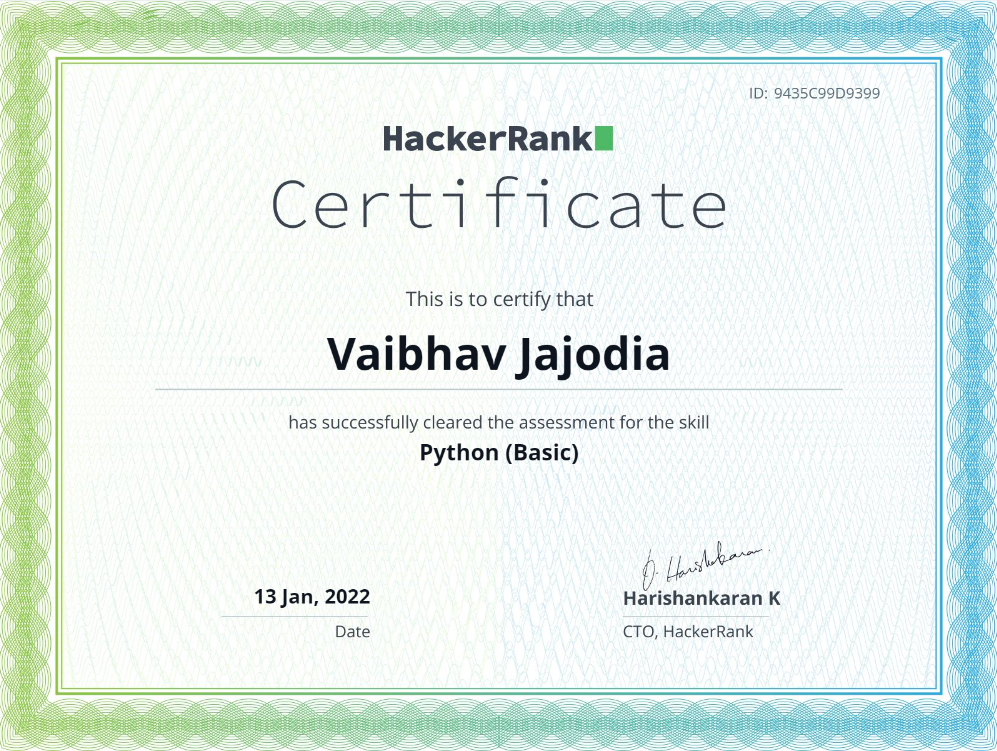 ID: 9435C99D9399
HackerRank
Certificate
This is to certify that
Vaibhav Jajodia
has successfully cleared the assessment for the skill
Python (Basic)
13 Jan, 2022
Date
Harishankaran K
CTO, HackerRank